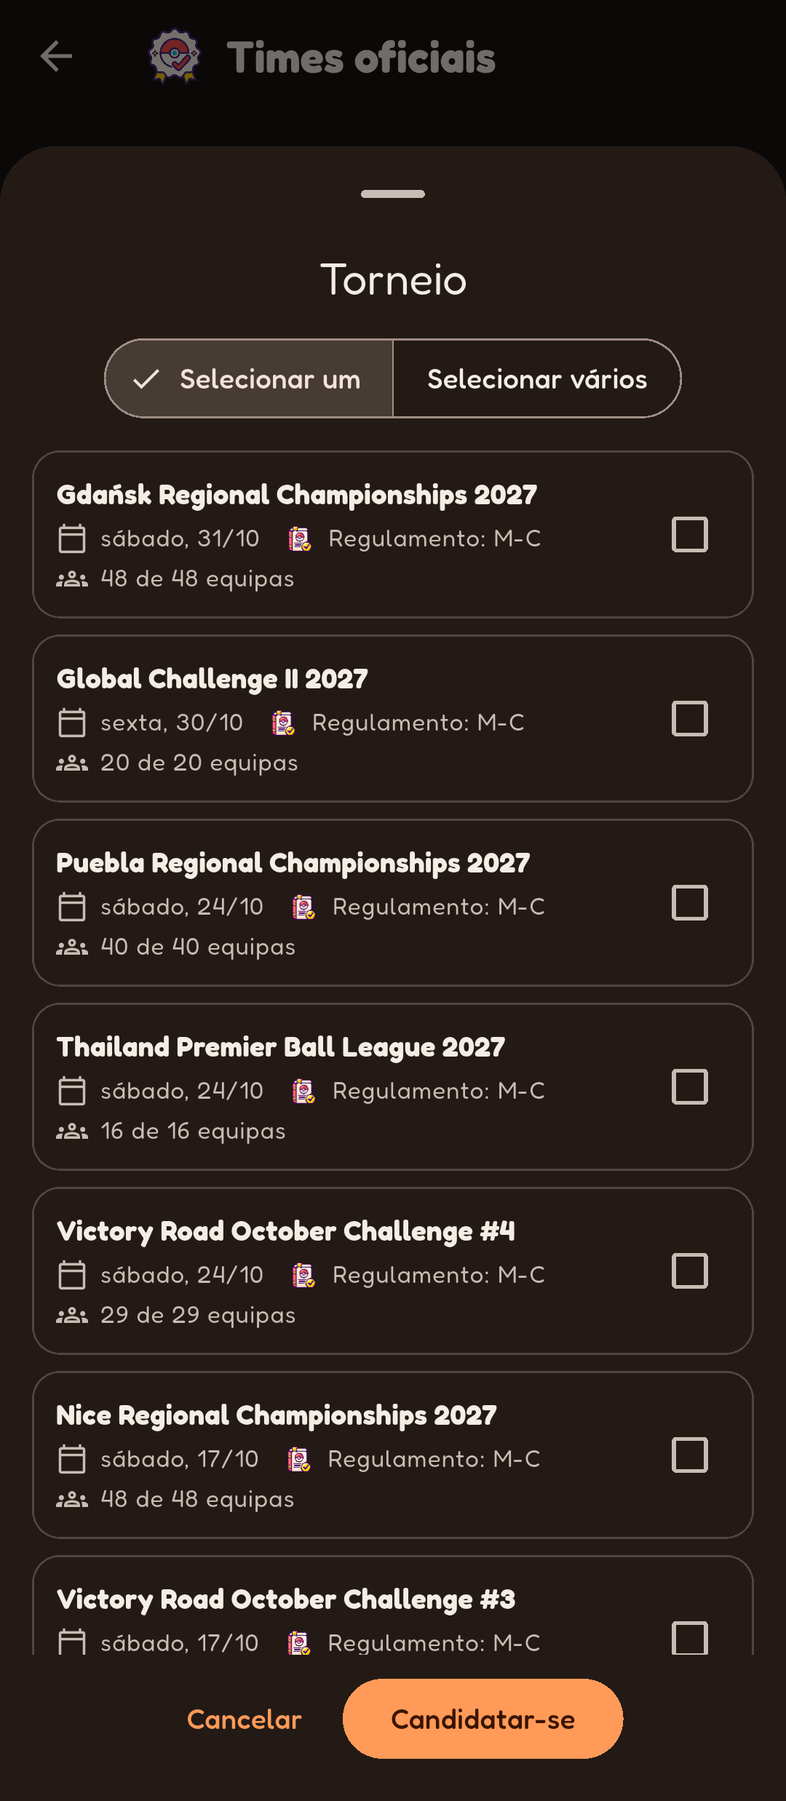 Times oficiais
Torneio
Selecionar um
Selecionar vários
Gdańsk Regional Championships 2027
sábado, 31/10 Regulamento: M-C
48 de 48 equipas
Global Challenge II 2027
sexta, 30/10 Regulamento: M-C
20 de 20 equipas
Puebla Regional Championships 2027
sábado, 24/10 Regulamento: M-C
40 de 40 equipas
Thailand Premier Ball League 2027
sábado, 24/10 Regulamento: M-C
16 de 16 equipas
Victory Road October Challenge #4
sábado, 24/10 Regulamento: M-C
29 de 29 equipas
Nice Regional Championships 2027
sábado, 17/10 Regulamento: M-C
48 de 48 equipas
Victory Road October Challenge #3
sábado, 17/10 Regulamento: M-C
Cancelar
Candidatar-se